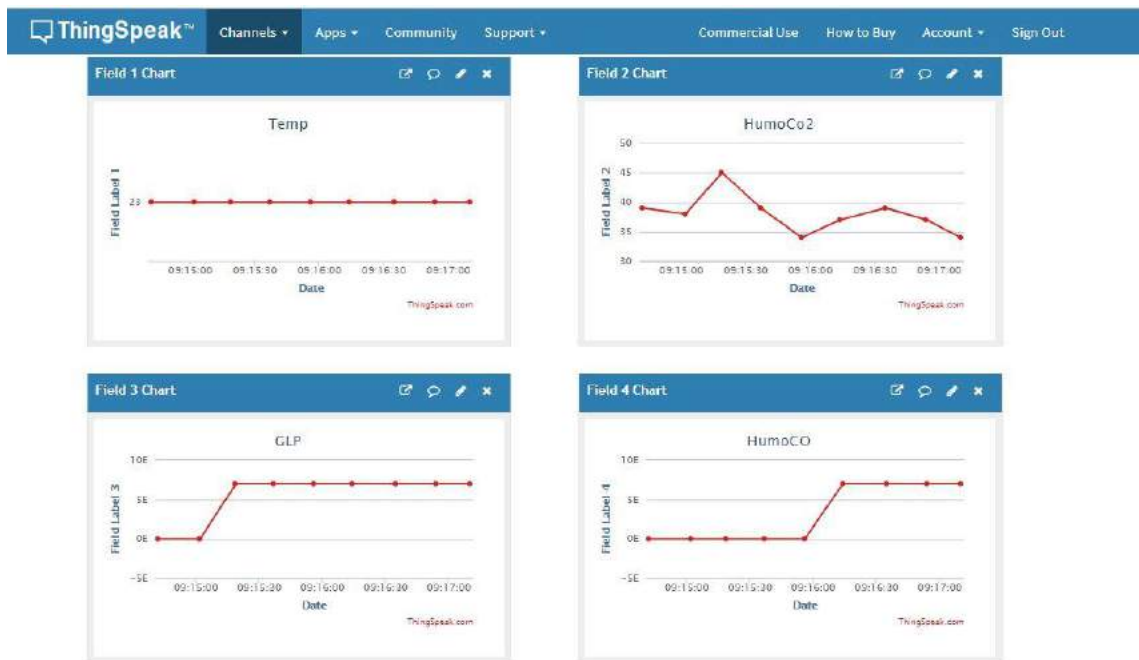 ThingSpeak™ Channels Apps Community Support Commercial Use How to Buy Account Sign Out
Field 1 Chart
Temp
Field Label 1
23
09:15:00 09:15:30 09:16:00 09:16:30 09:17:00
Date
ThingSpeak.com
Field 2 Chart
HumoCo2
Field Label 2
50
45
40
35
30
09:15:00 09:15:30 09:16:00 09:16:30 09:17:00
Date
ThingSpeak.com
Field 3 Chart
GLP
Field Label 3
10E
5E
0E
-5E
09:15:00 09:15:30 09:16:00 09:16:30 09:17:00
Date
ThingSpeak.com
Field 4 Chart
HumoCO
Field Label 4
10E
5E
0E
-5E
09:15:00 09:15:30 09:16:00 09:16:30 09:17:00
Date
ThingSpeak.com